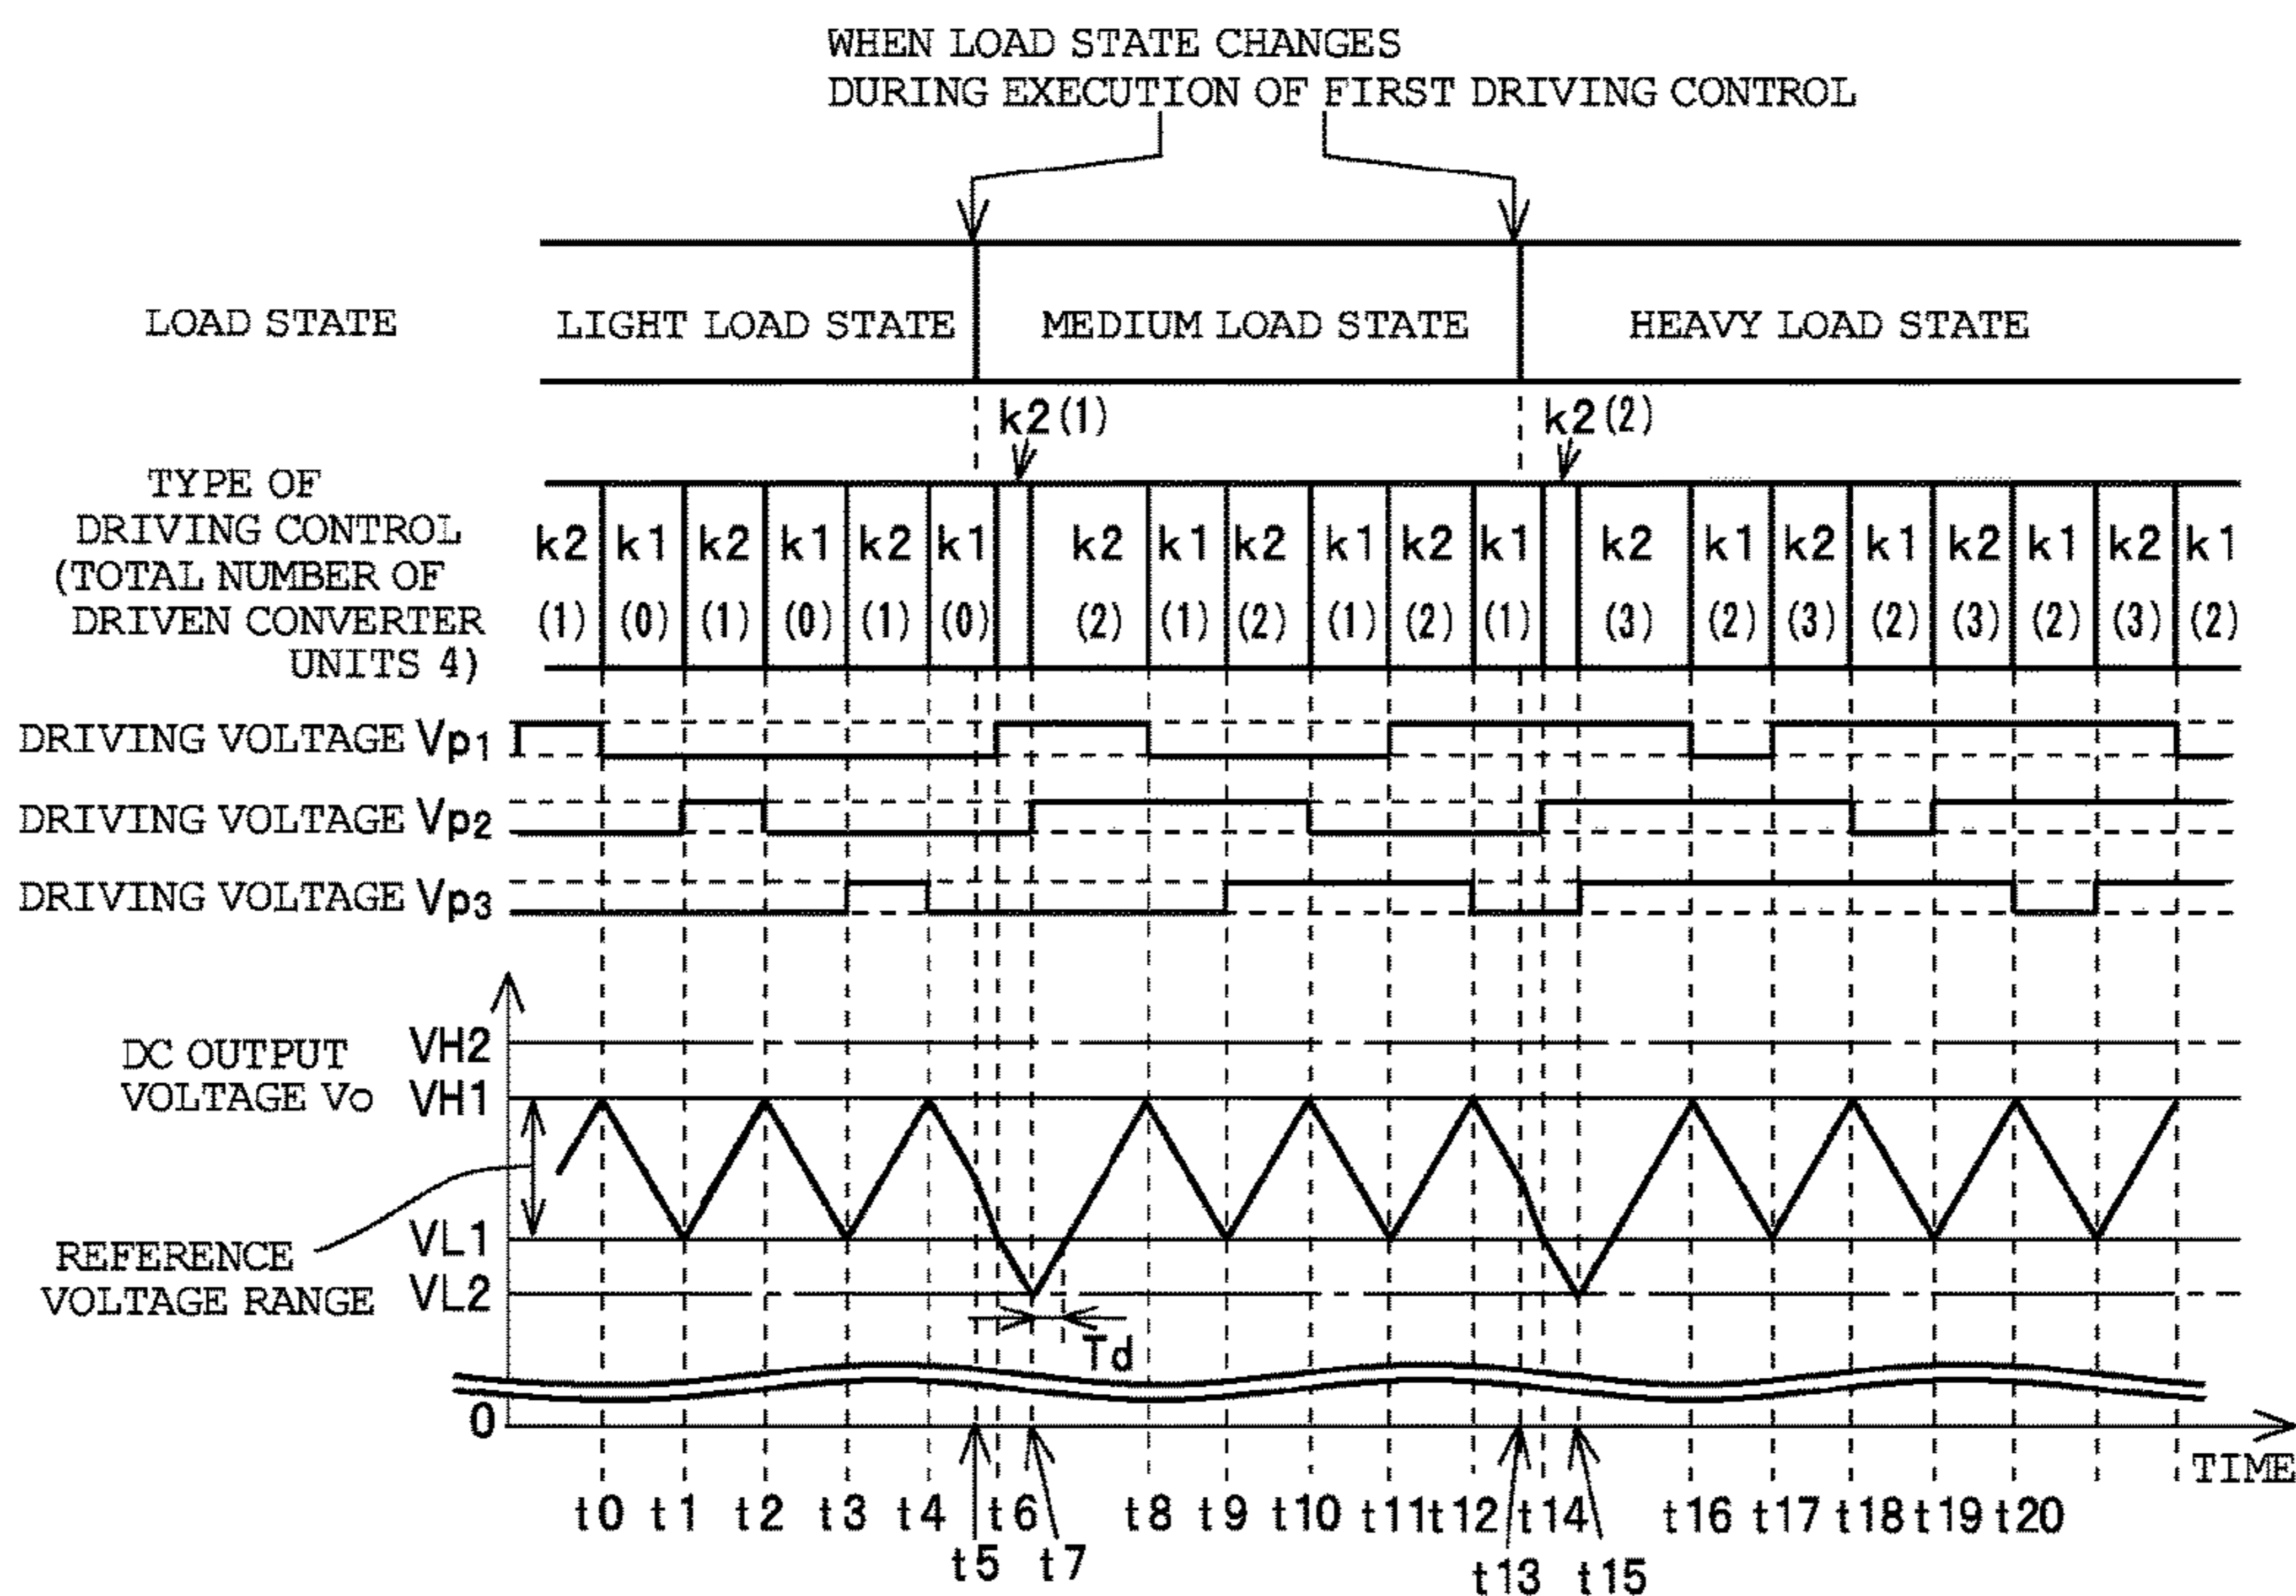 WHEN LOAD STATE CHANGES
DURING EXECUTION OF FIRST DRIVING CONTROL
LOAD STATE
LIGHT LOAD STATE
MEDIUM LOAD STATE
HEAVY LOAD STATE
k2(1)
k2(2)
TYPE OF
DRIVING CONTROL
(TOTAL NUMBER OF
DRIVEN CONVERTER
UNITS 4)
k2 k1 k2 k1 k2 k1 k2 k1 k2 k1 k2 k1 k2 k1 k2 k1 k2 k1 k2 k1
(1) (0) (1) (0) (1) (0) (2) (1) (2) (1) (2) (1) (3) (2) (3) (2) (3) (2) (3) (2)
DRIVING VOLTAGE Vp1
DRIVING VOLTAGE Vp2
DRIVING VOLTAGE Vp3
DC OUTPUT
VOLTAGE Vo
VH2
VH1
VL1
VL2
REFERENCE
VOLTAGE RANGE
Td
0
TIME
t0 t1 t2 t3 t4 t6 t8 t9 t10 t11 t12 t14 t16 t17 t18 t19 t20
t5 t7 t13 t15